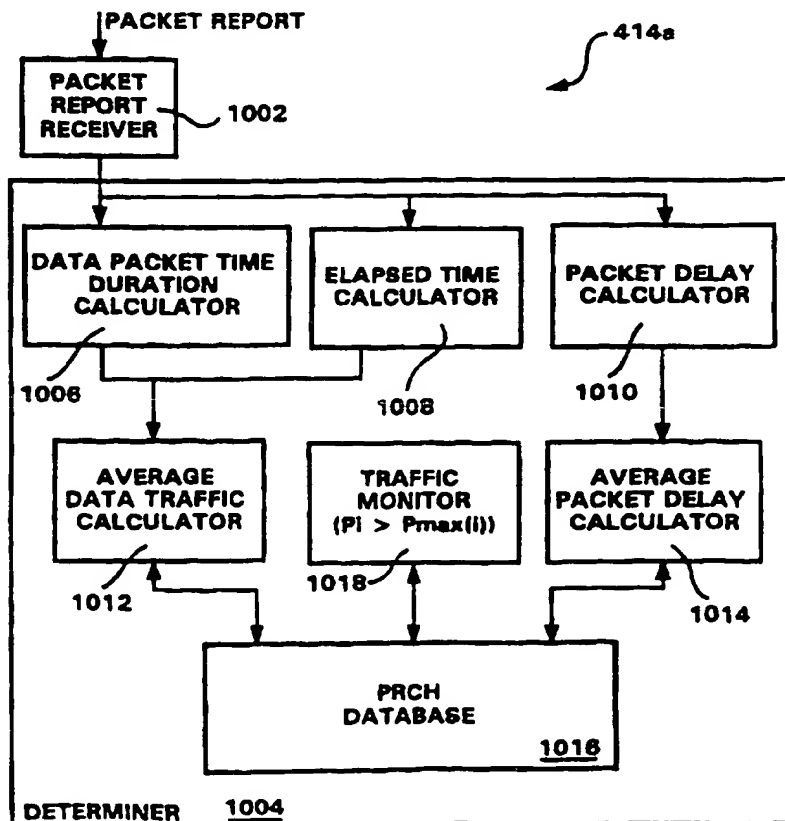 PACKET REPORT
414a
PACKET
REPORT
RECEIVER
1002
DATA PACKET TIME
DURATION
CALCULATOR
1006
ELAPSED TIME
CALCULATOR
1008
PACKET DELAY
CALCULATOR
1010
AVERAGE
DATA TRAFFIC
CALCULATOR
1012
TRAFFIC
MONITOR
(Pi > Pmax(i))
1018
AVERAGE
PACKET DELAY
CALCULATOR
1014
PRCH
DATABASE
1016
DETERMINER 1004